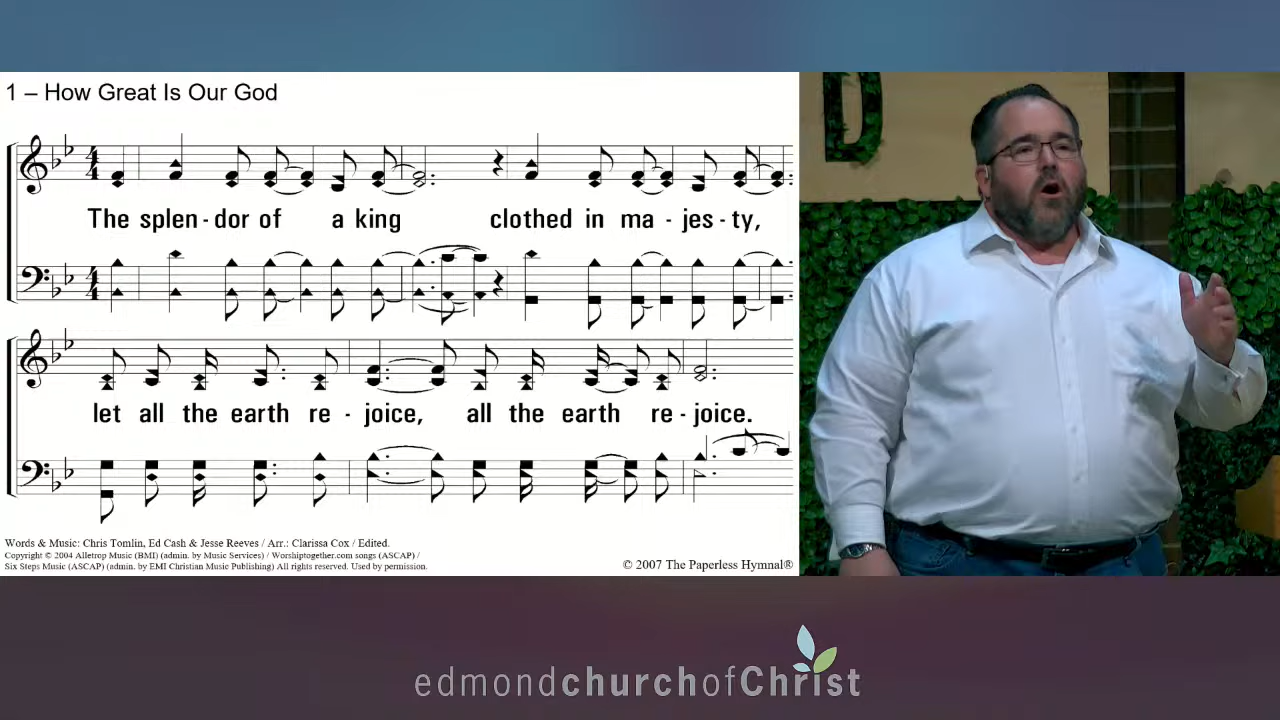 1 – How Great Is Our God
D
The splen - dor of a king clothed in ma - jes - ty,
let all the earth re - joice, all the earth re - joice.
Words & Music: Chris Tomlin, Ed Cash & Jesse Reeves / Arr.: Clarissa Cox / Edited.
Copyright © 2004 Alletrop Music (BMI) (admin. by Music Services) / Worshiptogether.com songs (ASCAP) /
Six Steps Music (ASCAP) (admin. by EMI Christian Music Publishing) All rights reserved. Used by permission.
© 2007 The Paperless Hymnal®
edmondchurchofChrist